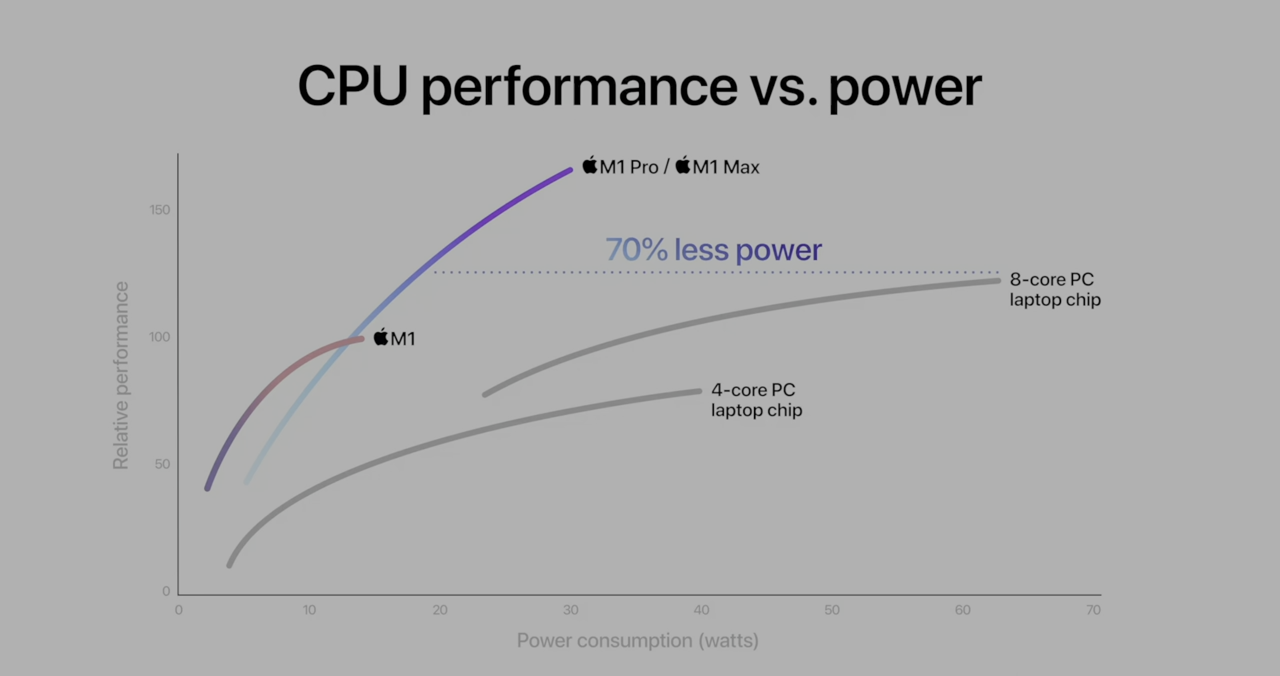 CPU performance vs. power
M1 Pro / M1 Max
150
70% less power
8-core PC
laptop chip
100
M1
4-core PC
laptop chip
Relative performance
50
0
0 10 20 30 40 50 60 70
Power consumption (watts)